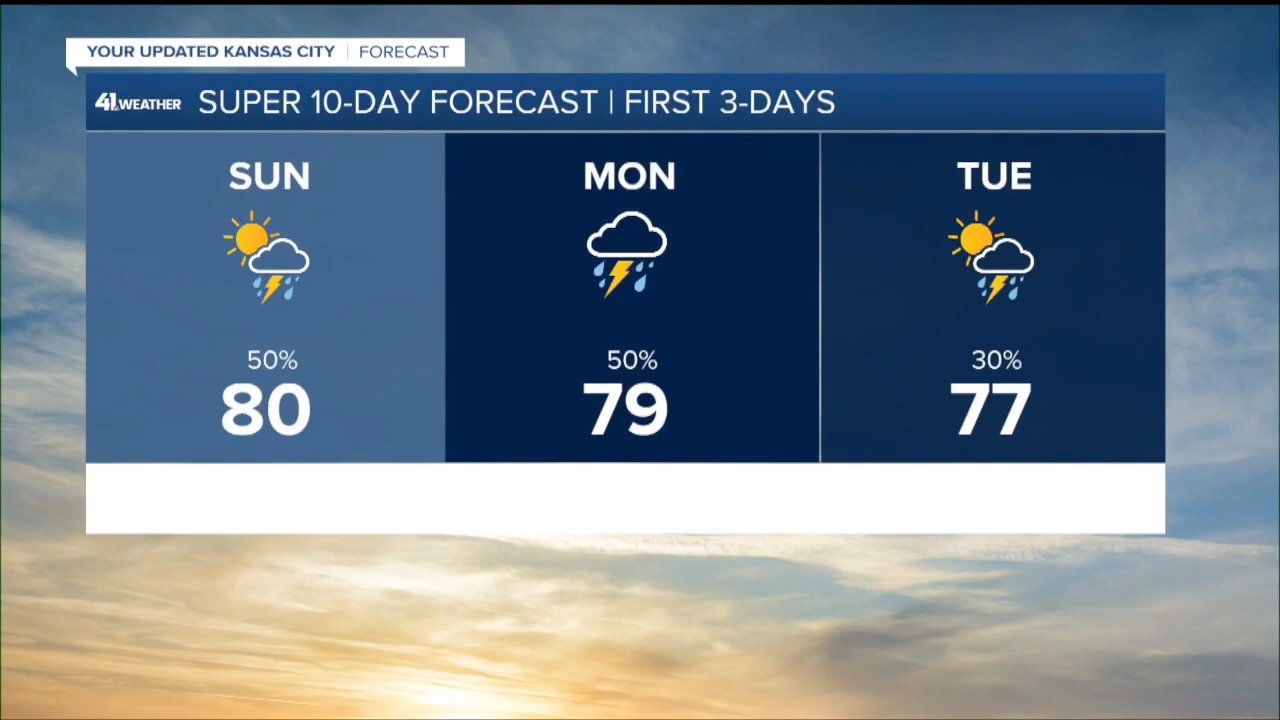 YOUR UPDATED KANSAS CITY | FORECAST
41 WEATHER SUPER 10-DAY FORECAST | FIRST 3-DAYS
SUN MON TUE
50% 50% 30%
80 79 77